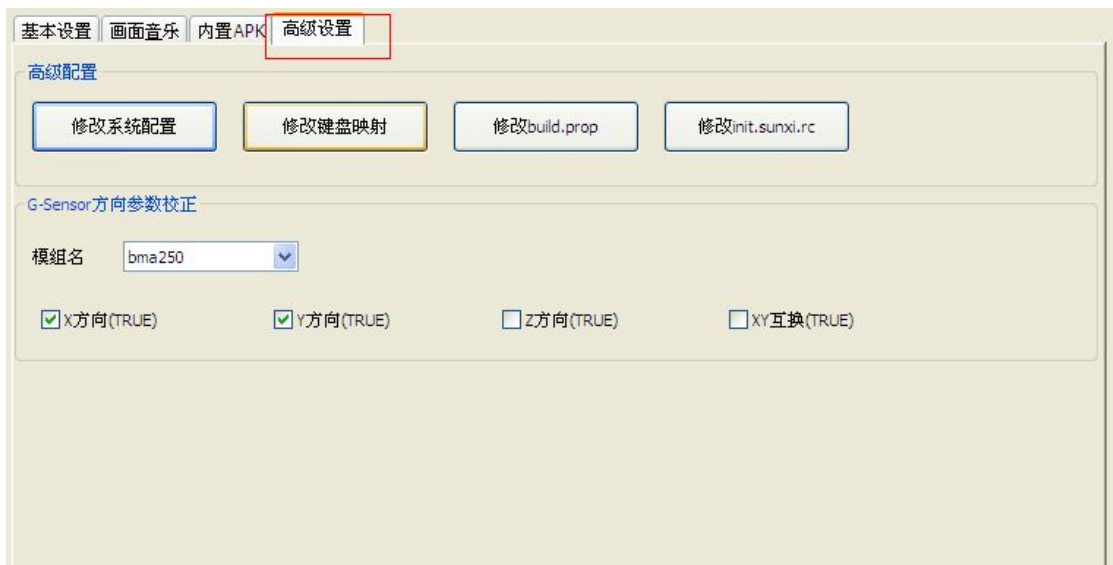 基本设置 画面音乐 内置APK 高级设置
高级配置
修改系统配置 修改键盘映射 修改build.prop 修改init.sunxi.rc
G-Sensor方向参数校正
模组名 bma250
X方向(TRUE) Y方向(TRUE) Z方向(TRUE) XY互换(TRUE)